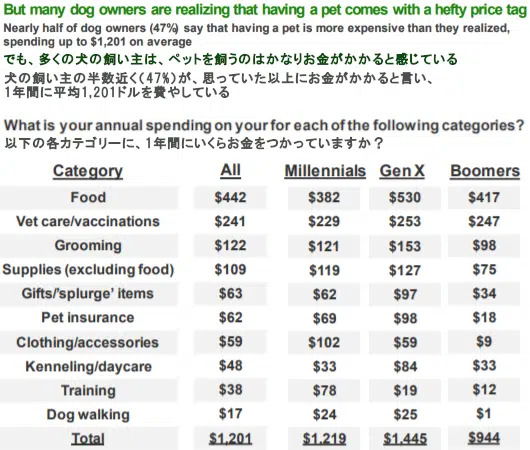 But many dog owners are realizing that having a pet comes with a hefty price tag
Nearly half of dog owners (47%) say that having a pet is more expensive than they realized,
spending up to $1,201 on average
でも、多くの犬の飼い主は、ペットを飼うのはかなりお金がかかると感じている
犬の飼い主の半数近く(47%)が、思っていた以上にお金がかかると言い、
1年間に平均1,201ドルを費やしている
What is your annual spending on your for each of the following categories?
以下の各カテゴリーに、1年間にいくらお金をつかっていますか？
Category All Millennials Gen X Boomers
Food $442 $382 $530 $417
Vet care/vaccinations $241 $229 $253 $247
Grooming $122 $121 $153 $98
Supplies (excluding food) $109 $119 $127 $75
Gifts/'splurge' items $63 $62 $97 $34
Pet insurance $62 $69 $98 $18
Clothing/accessories $59 $102 $59 $9
Kenneling/daycare $48 $33 $84 $33
Training $38 $78 $19 $12
Dog walking $17 $24 $25 $1
Total $1,201 $1,219 $1,445 $944